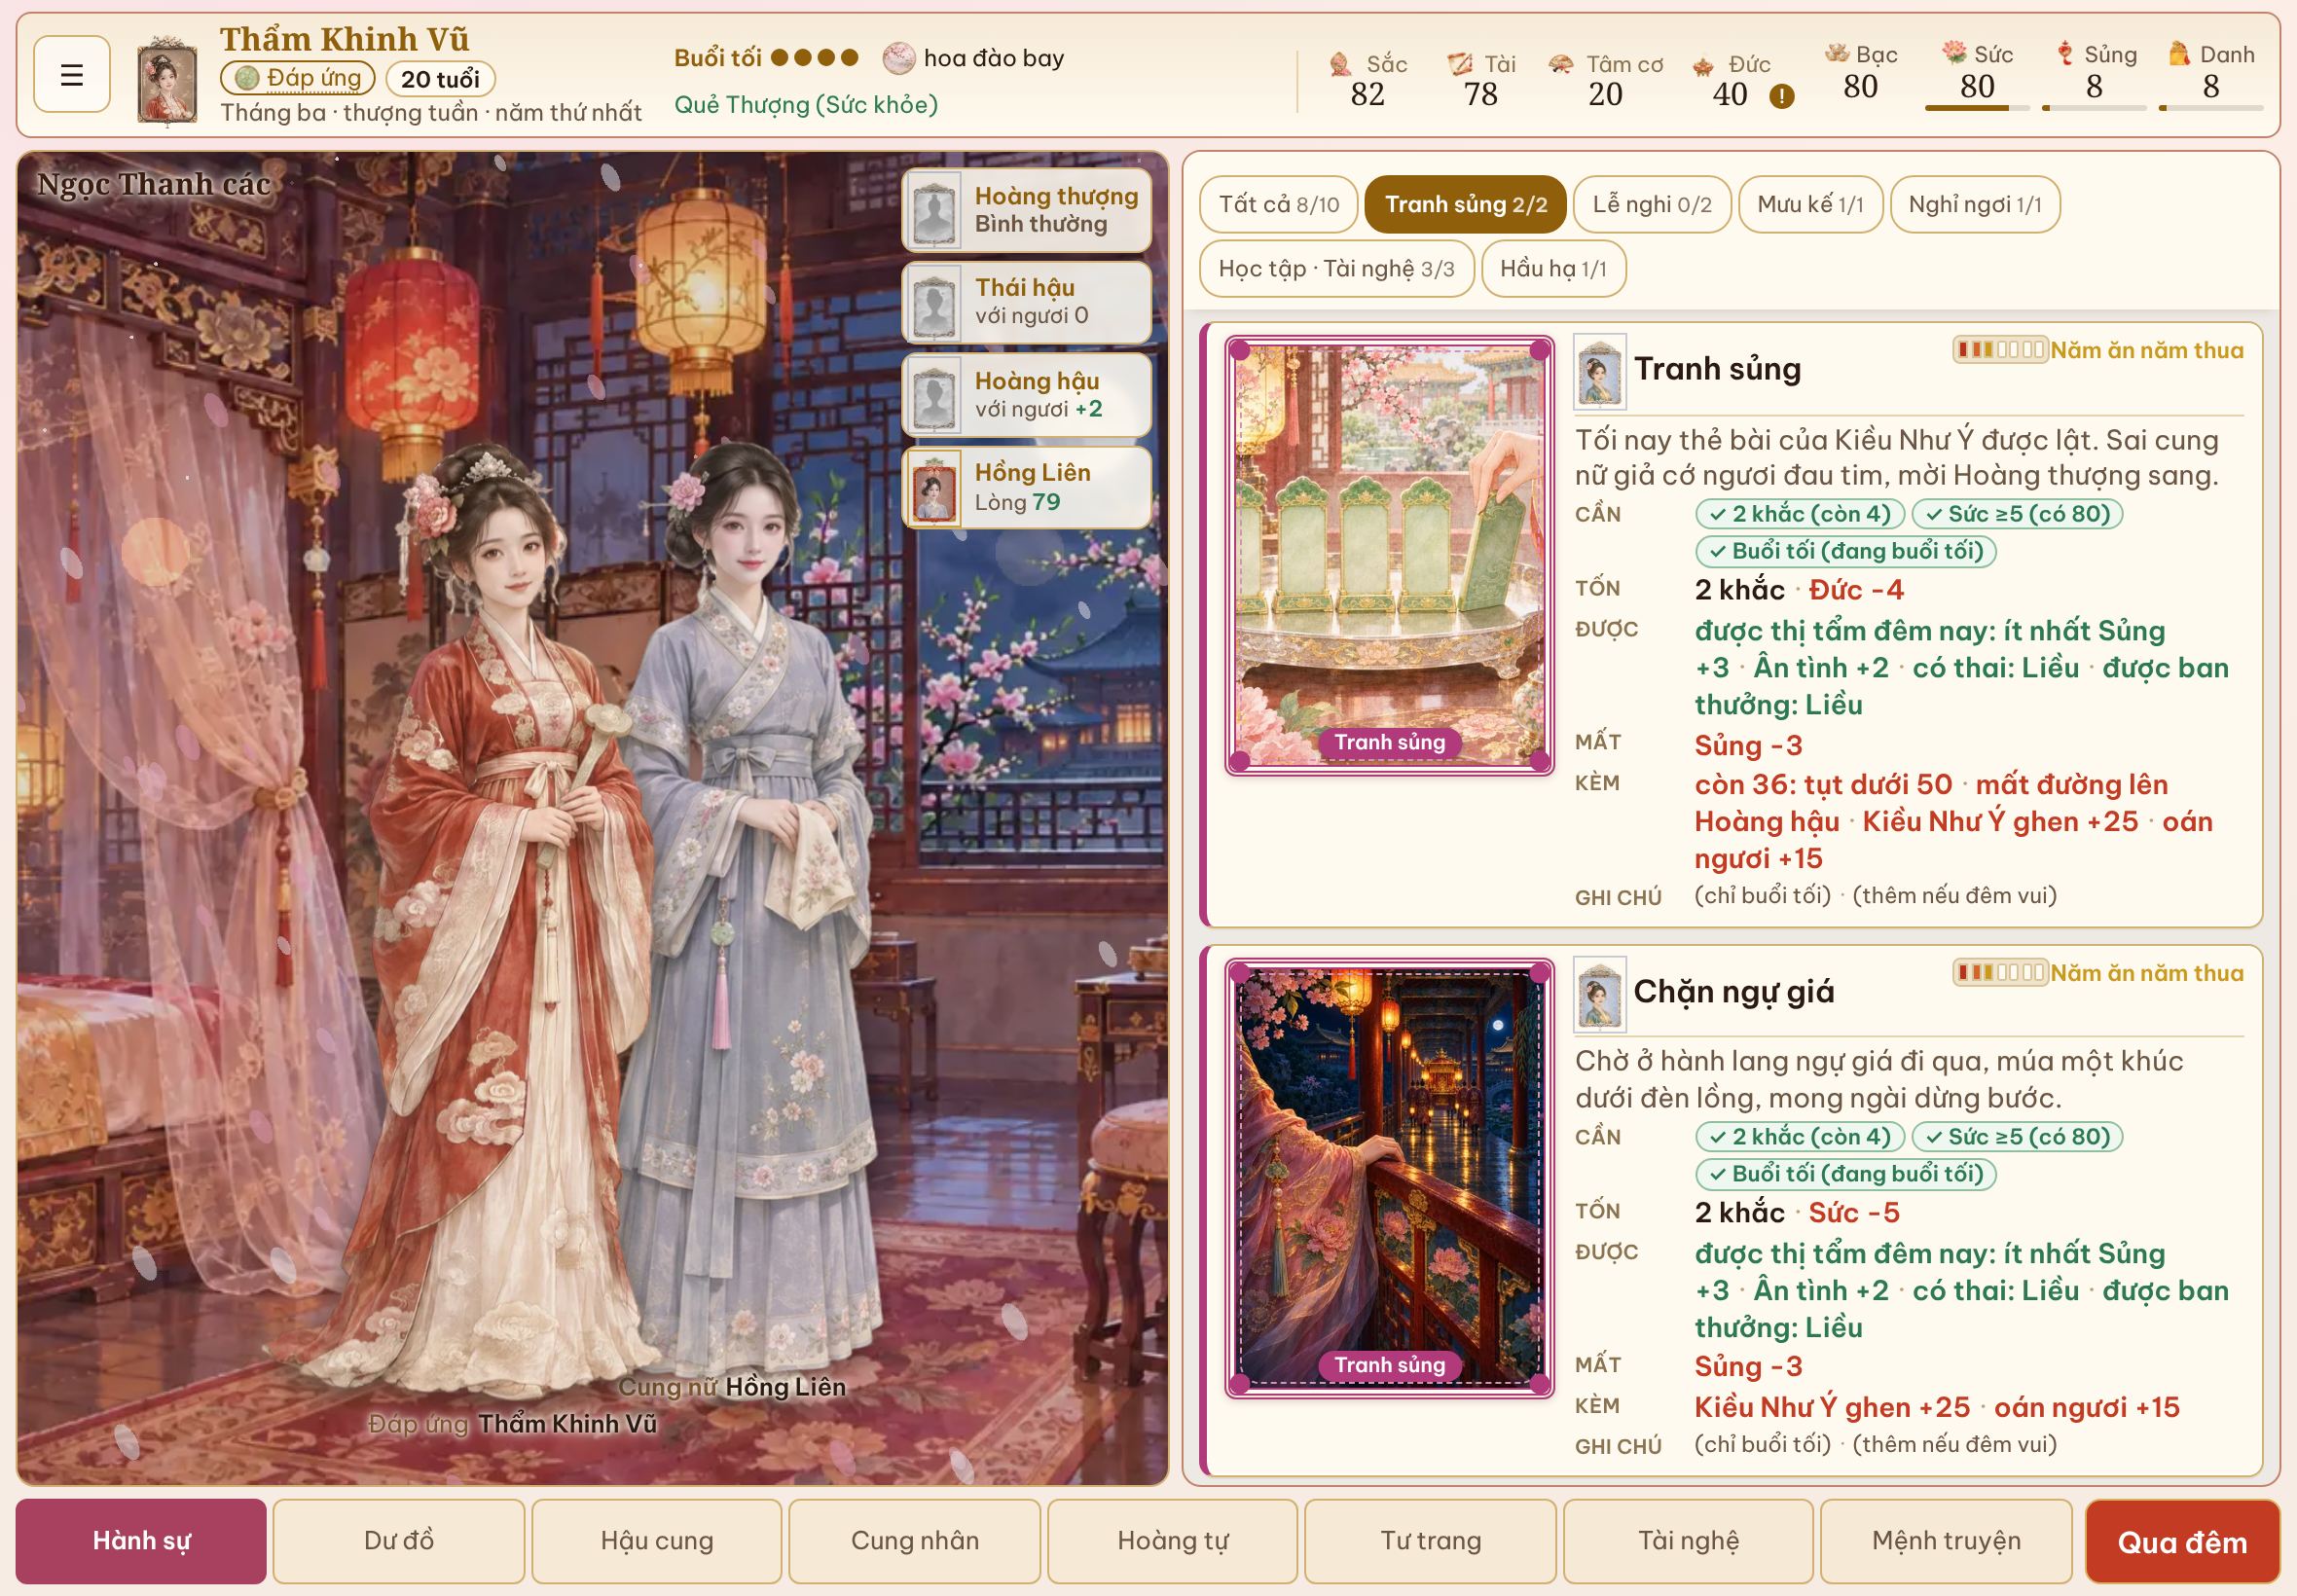 ☰
Thẩm Khinh Vũ
Đáp ứng 20 tuổi
Tháng ba · thượng tuần · năm thứ nhất
Buổi tối hoa đào bay
Quẻ Thượng (Sức khỏe)
Sắc 82
Tài 78
Tâm cơ 20
Đức 40 !
Bạc 80
Sức 80
Sủng 8
Danh 8
Ngọc Thanh các
Hoàng thượng
Bình thường
Thái hậu
với ngươi 0
Hoàng hậu
với ngươi +2
Hồng Liên
Lòng 79
Cung nữ Hồng Liên
Đáp ứng Thẩm Khinh Vũ
Tất cả 8/10 Tranh sủng 2/2 Lễ nghi 0/2 Mưu kế 1/1 Nghỉ ngơi 1/1
Học tập · Tài nghệ 3/3 Hầu hạ 1/1
Tranh sủng
Tranh sủng Năm ăn năm thua
Tối nay thẻ bài của Kiều Như Ý được lật. Sai cung
nữ giả cớ ngươi đau tim, mời Hoàng thượng sang.
CẦN ✓ 2 khắc (còn 4) ✓ Sức ≥5 (có 80)
✓ Buổi tối (đang buổi tối)
TỐN 2 khắc · Đức -4
ĐƯỢC được thị tẩm đêm nay: ít nhất Sủng
+3 · Ân tình +2 · có thai: Liều · được ban
thưởng: Liều
MẤT Sủng -3
KÈM còn 36: tụt dưới 50 · mất đường lên
Hoàng hậu · Kiều Như Ý ghen +25 · oán
ngươi +15
GHI CHÚ (chỉ buổi tối) · (thêm nếu đêm vui)
Tranh sủng
Chặn ngự giá Năm ăn năm thua
Chờ ở hành lang ngự giá đi qua, múa một khúc
dưới đèn lồng, mong ngài dừng bước.
CẦN ✓ 2 khắc (còn 4) ✓ Sức ≥5 (có 80)
✓ Buổi tối (đang buổi tối)
TỐN 2 khắc · Sức -5
ĐƯỢC được thị tẩm đêm nay: ít nhất Sủng
+3 · Ân tình +2 · có thai: Liều · được ban
thưởng: Liều
MẤT Sủng -3
KÈM Kiều Như Ý ghen +25 · oán ngươi +15
GHI CHÚ (chỉ buổi tối) · (thêm nếu đêm vui)
Hành sự Dư đồ Hậu cung Cung nhân Hoàng tự Tư trang Tài nghệ Mệnh truyện Qua đêm